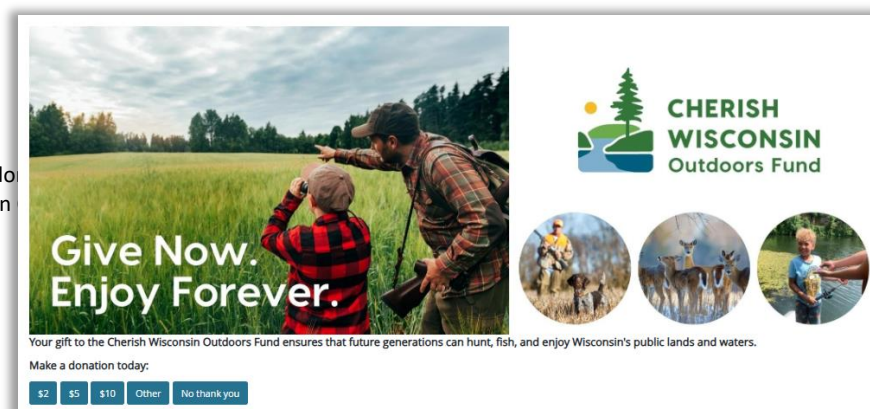 CHERISH
WISCONSIN
Outdoors Fund
Give Now.
Enjoy Forever.
Your gift to the Cherish Wisconsin Outdoors Fund ensures that future generations can hunt, fish, and enjoy Wisconsin's public lands and waters.
Make a donation today:
$2 $5 $10 Other No thank you